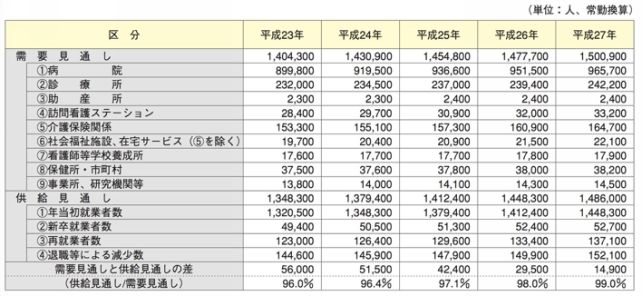 （単位：人、常勤換算）
区 分 平成23年 平成24年 平成25年 平成26年 平成27年
需 要 見 通 し 1,404,300 1,430,900 1,454,800 1,477,700 1,500,900
①病 院 899,800 919,500 936,600 951,500 965,700
②診 療 所 232,000 234,500 237,000 239,400 242,200
③助 産 所 2,300 2,300 2,400 2,400 2,400
④訪問看護ステーション 28,400 29,700 30,900 32,000 33,200
⑤介護保険関係 153,300 155,100 157,300 160,900 164,700
⑥社会福祉施設、在宅サービス（⑤を除く） 19,700 20,400 20,900 21,500 22,100
⑦看護師等学校養成所 17,600 17,700 17,700 17,800 17,900
⑧保健所・市町村 37,500 37,600 37,800 38,000 38,200
⑨事業所、研究機関等 13,800 14,000 14,100 14,300 14,500
供 給 見 通 し 1,348,300 1,379,400 1,412,400 1,448,300 1,486,000
①年当初就業者数 1,320,500 1,348,300 1,379,400 1,412,400 1,448,300
②新卒就業者数 49,400 50,500 51,300 52,400 52,700
③再就業者数 123,000 126,400 129,600 133,400 137,100
④退職等による減少数 144,600 145,900 147,900 149,900 152,100
需要見通しと供給見通しの差 56,000 51,500 42,400 29,500 14,900
（供給見通し/需要見通し） 96.0% 96.4% 97.1% 98.0% 99.0%